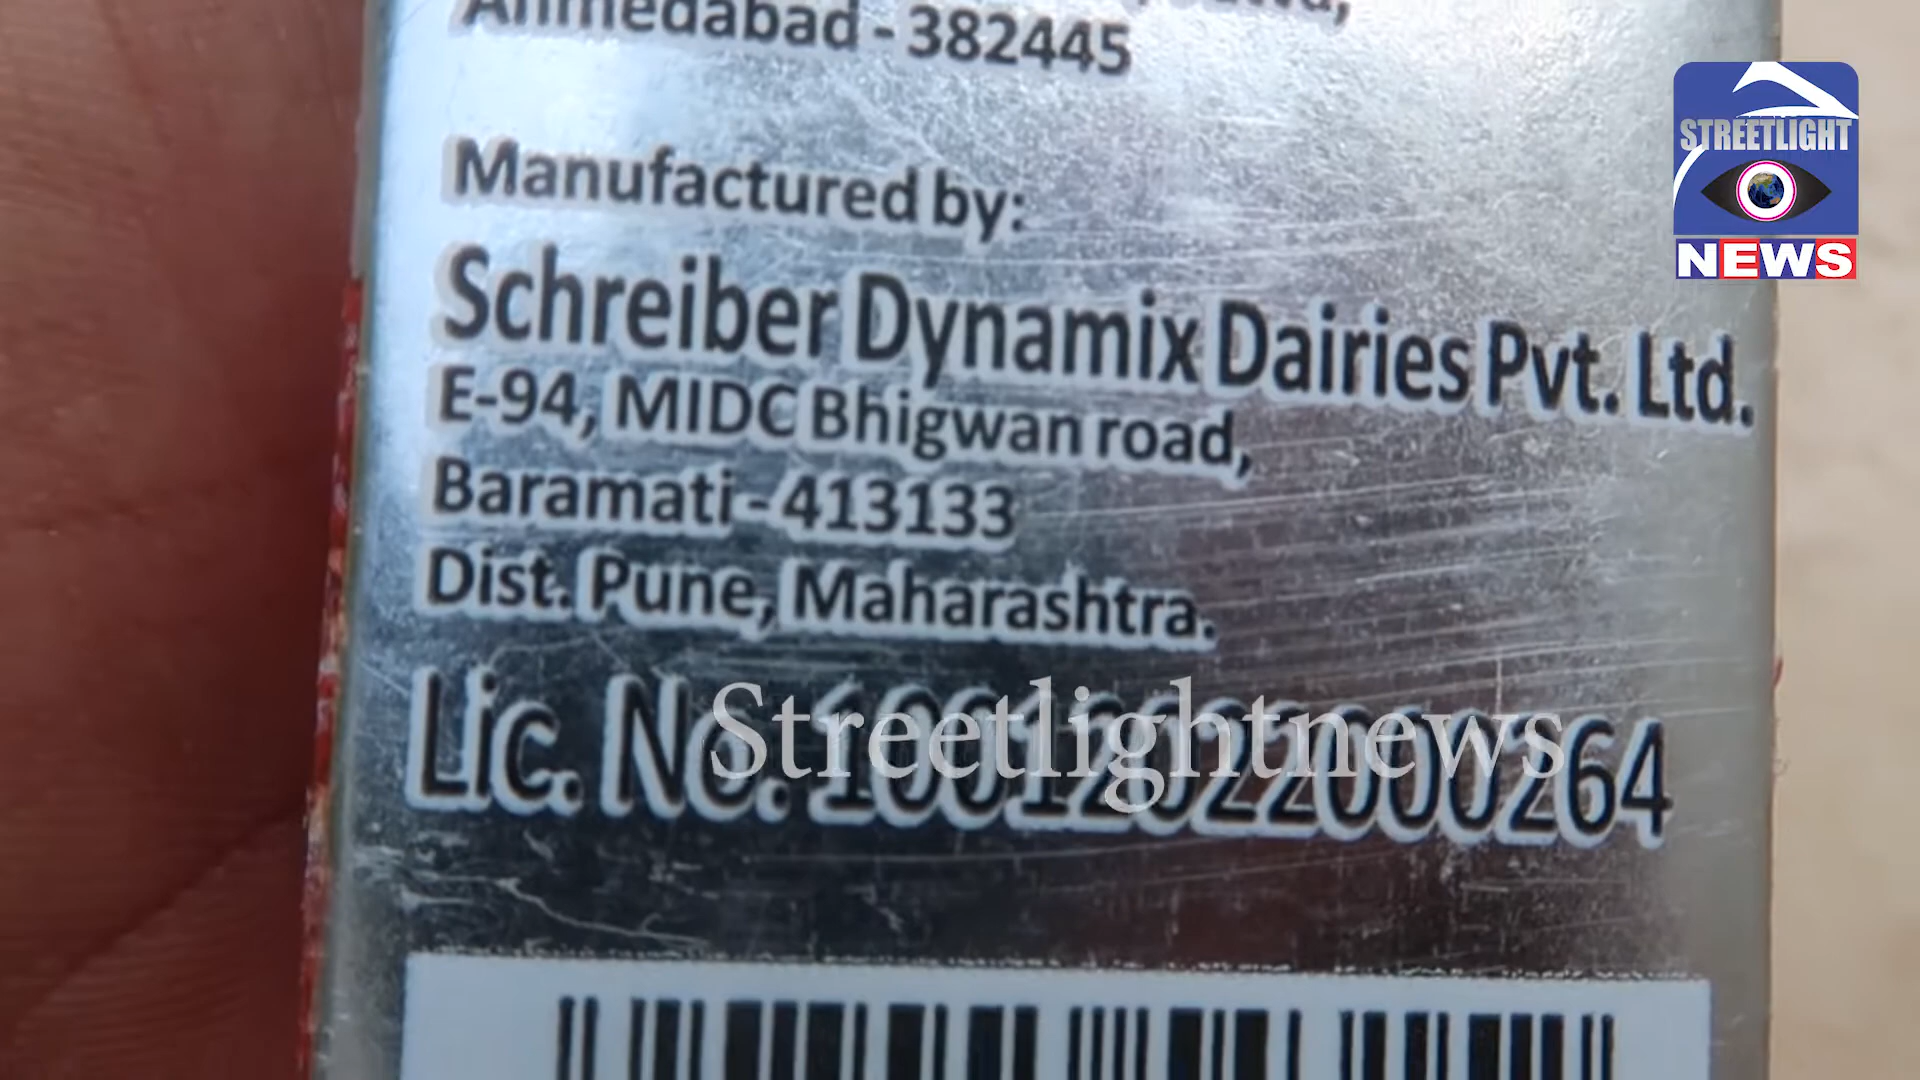 Ahmedabad - 382445
Manufactured by:
Schreiber Dynamix Dairies Pvt. Ltd.
E-94, MIDC Bhigwan road,
Baramati - 413133
Dist. Pune, Maharashtra.
Lic. No. 10012022000264
Streetlightnews
STREETLIGHT
NEWS